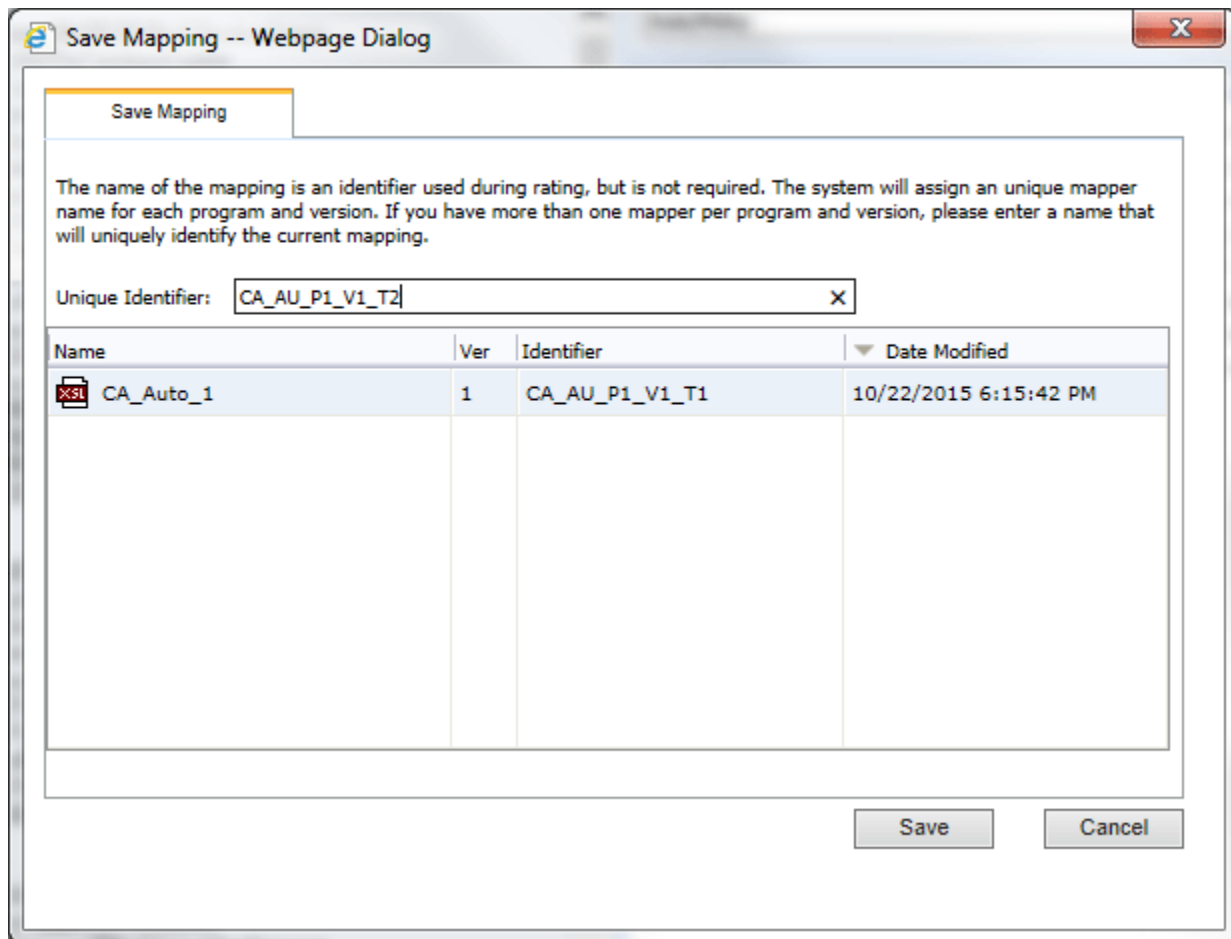 Save Mapping -- Webpage Dialog
Save Mapping
The name of the mapping is an identifier used during rating, but is not required. The system will assign an unique mapper
name for each program and version. If you have more than one mapper per program and version, please enter a name that
will uniquely identify the current mapping.
Unique Identifier: CA_AU_P1_V1_T2
Name Ver Identifier Date Modified
XSL CA_Auto_1 1 CA_AU_P1_V1_T1 10/22/2015 6:15:42 PM
Save Cancel